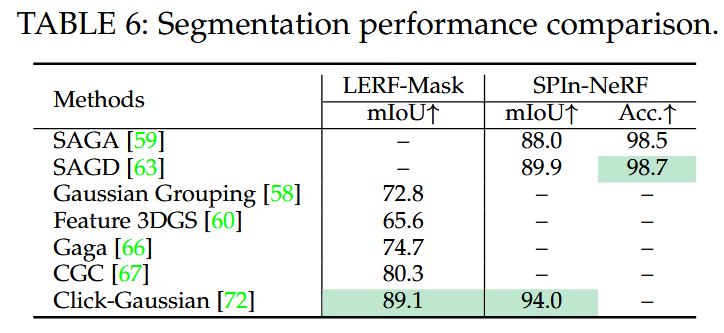 TABLE 6: Segmentation performance comparison.
Methods LERF-Mask SPIn-NeRF
mIoU↑ mIoU↑ Acc.↑
SAGA [59] – 88.0 98.5
SAGD [63] – 89.9 98.7
Gaussian Grouping [58] 72.8 – –
Feature 3DGS [60] 65.6 – –
Gaga [66] 74.7 – –
CGC [67] 80.3 – –
Click-Gaussian [72] 89.1 94.0 –